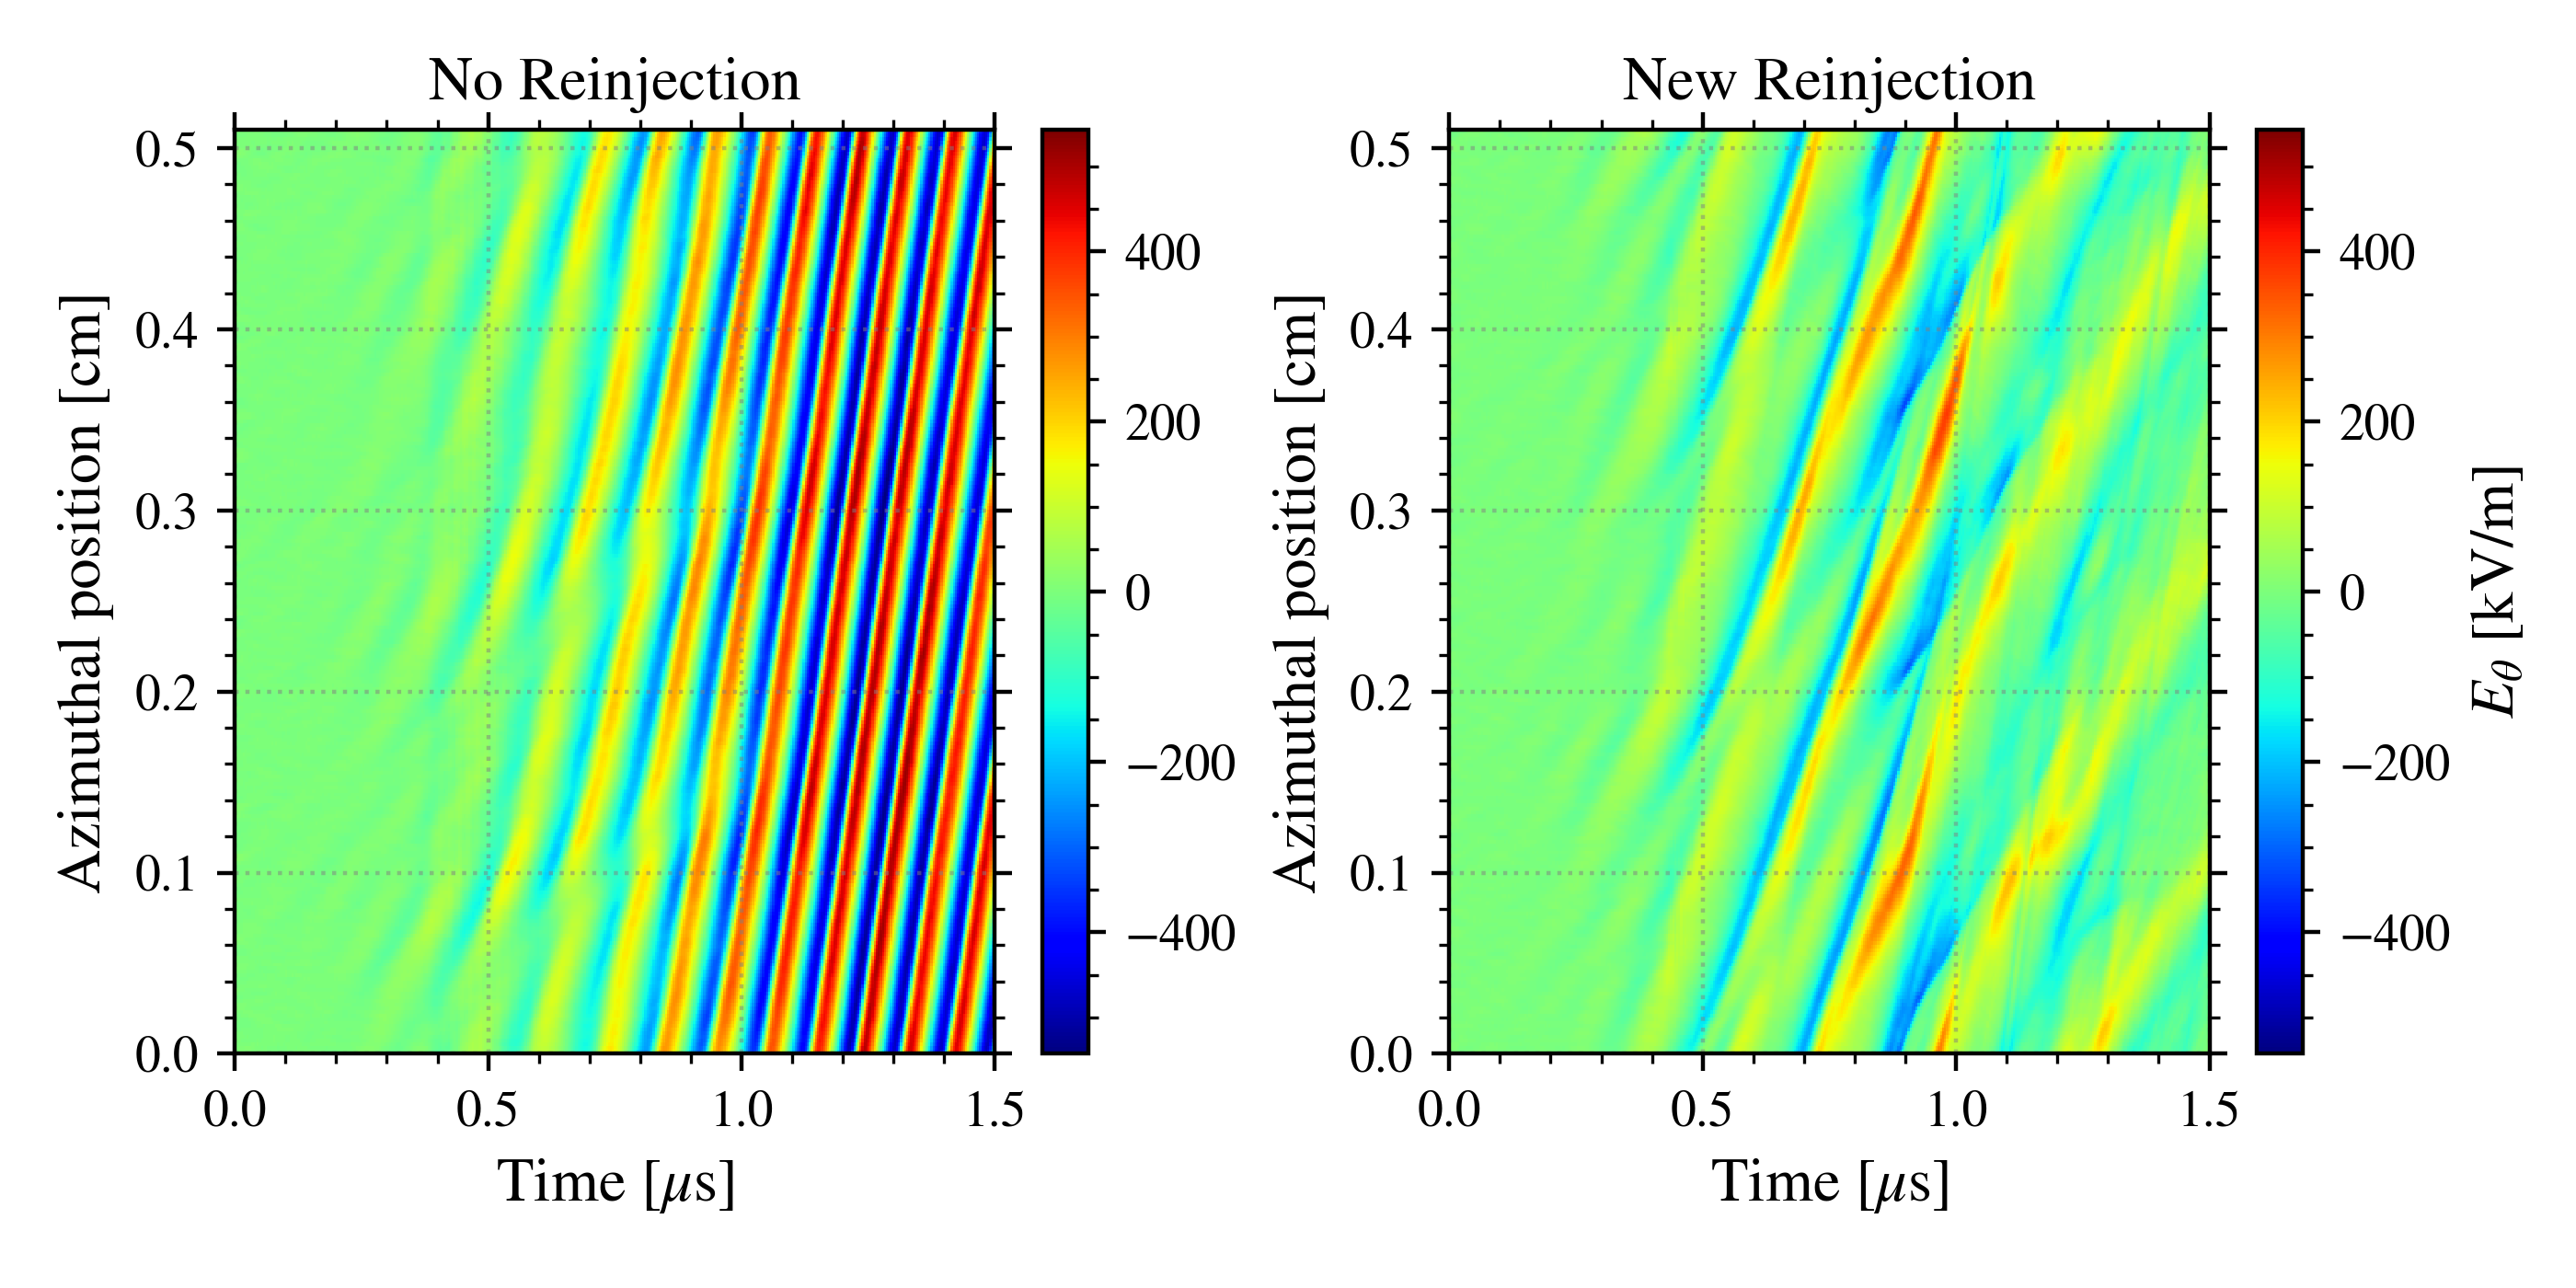 No Reinjection
New Reinjection
Azimuthal position [cm]
0.5
0.4
0.3
0.2
0.1
0.0
0.0 0.5 1.0 1.5
Time [μs]
400
200
0
−200
−400
Azimuthal position [cm]
0.5
0.4
0.3
0.2
0.1
0.0
0.0 0.5 1.0 1.5
Time [μs]
400
200
0
−200
−400
E_θ [kV/m]